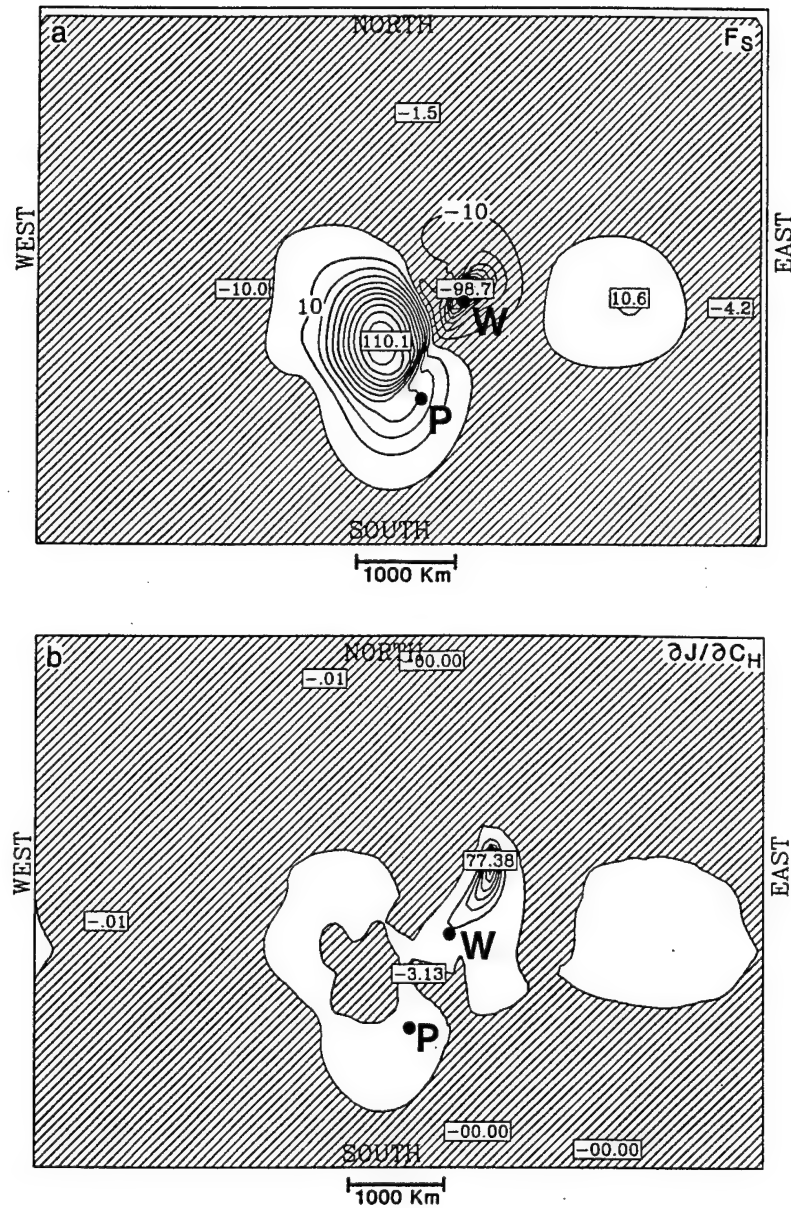 a
NORTH
FS
-1.5
-10
WEST
EAST
-10.0
-98.7
10.6
-4.2
10
W
110.1
P
SOUTH
1000 Km
b
NORTH
-00.00
∂J/∂CH
-.01
WEST
EAST
77.38
-.01
W
-3.13
P
-00.00
SOUTH
-00.00
1000 Km